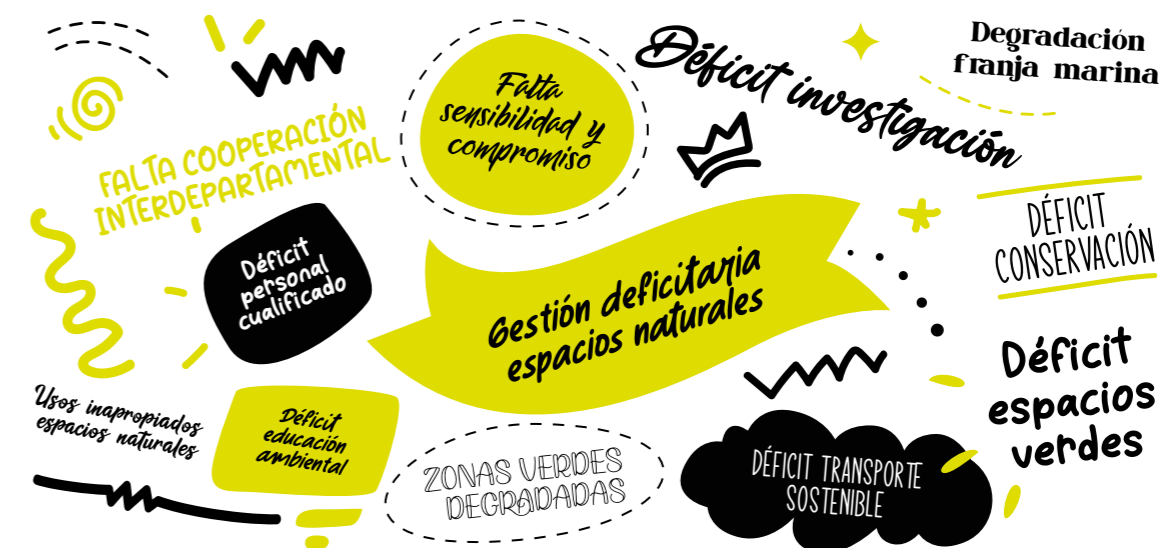 Falta
sensibilidad y
compromiso
Déficit investigación
Degradación
franja marina
FALTA COOPERACIÓN
INTERDEPARTAMENTAL
Déficit
personal
cualificado
Gestión deficitaria
espacios naturales
DÉFICIT
CONSERVACIÓN
Déficit
espacios
verdes
Usos inapropiados
espacios naturales
Déficit
educación
ambiental
ZONAS VERDES
DEGRADADAS
DÉFICIT TRANSPORTE
SOSTENIBLE